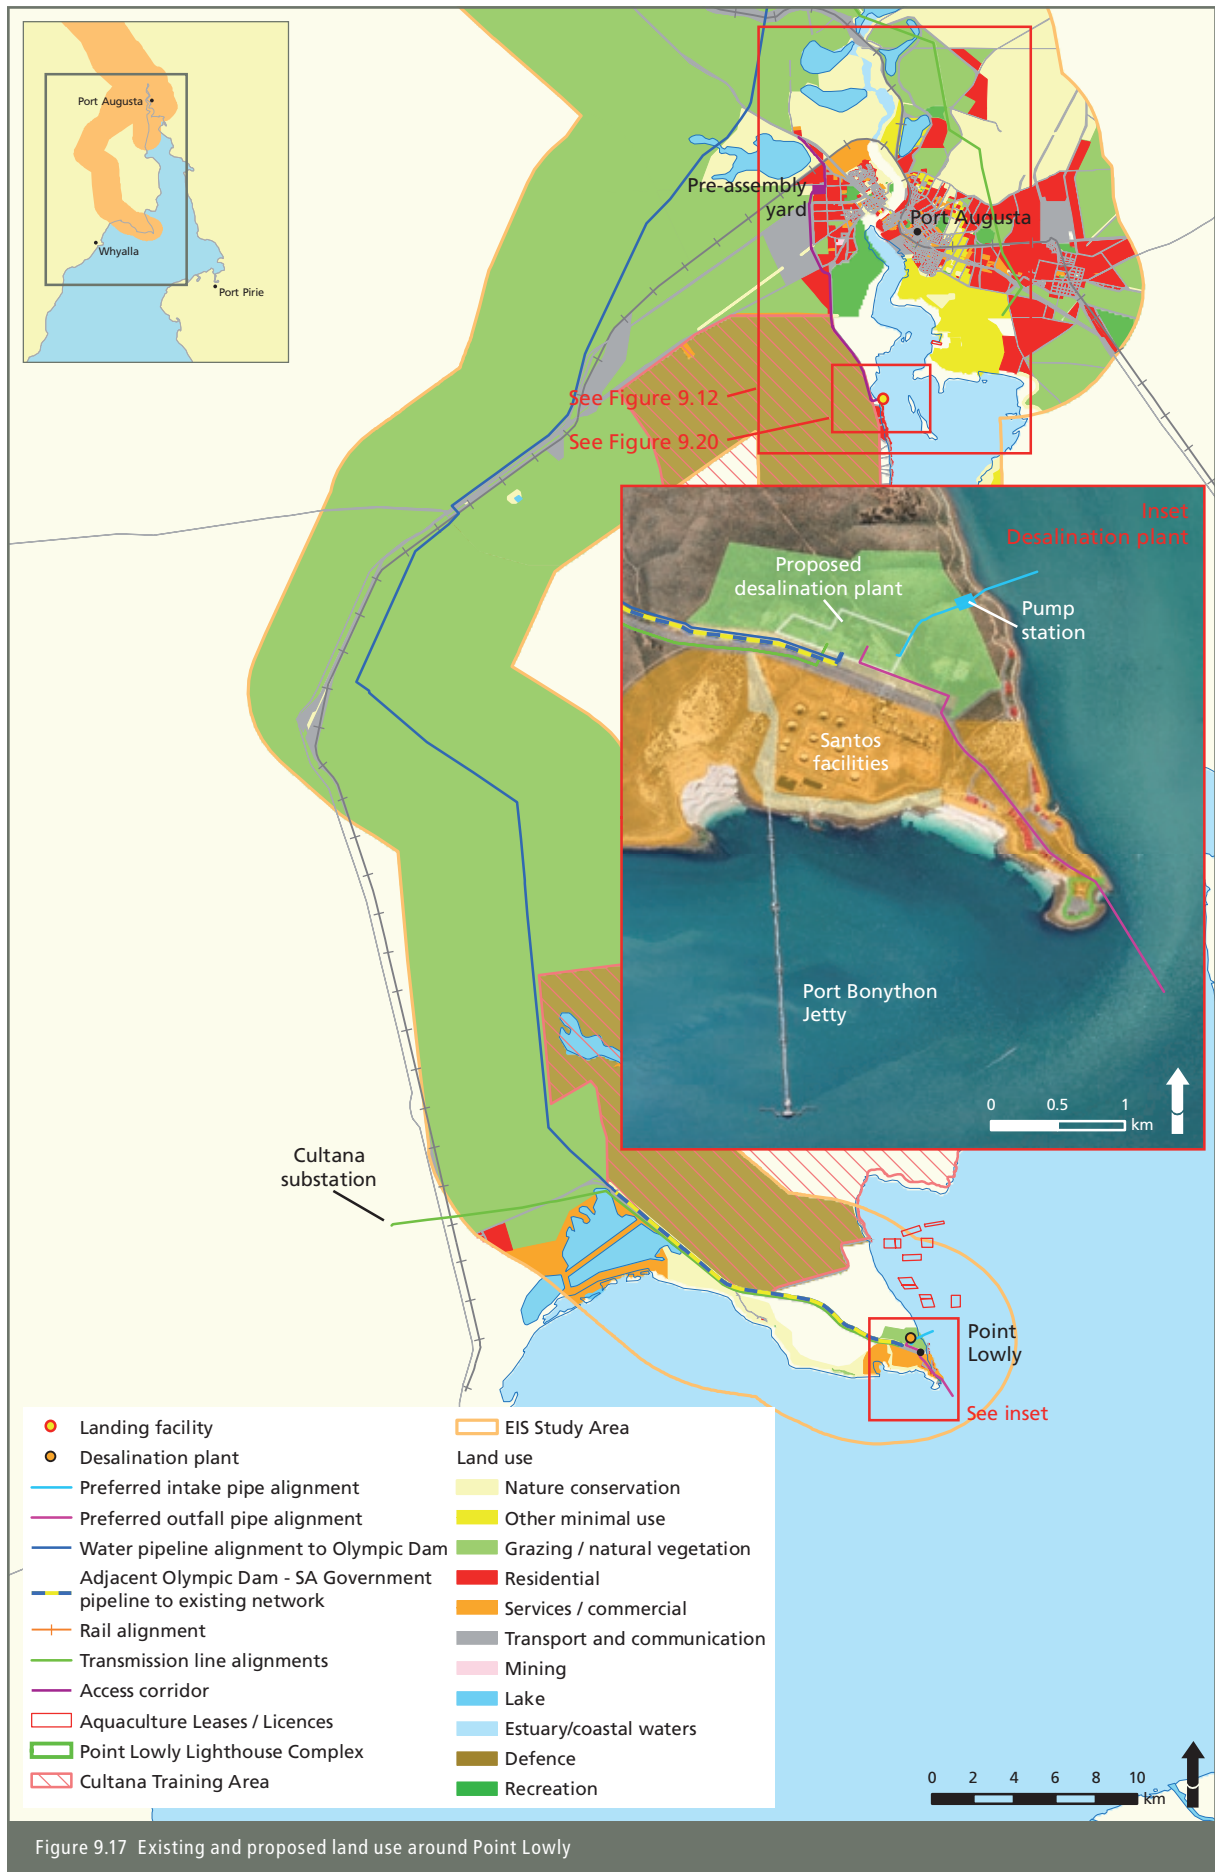 Port Augusta
Whyalla
Port Pirie
Pre-assembly
yard
Port Augusta
See Figure 9.12
See Figure 9.20
Inset
Desalination plant
Proposed
desalination plant
Pump
station
Santos
facilities
Port Bonython
Jetty
0 0.5 1
km
Cultana
substation
Point
Lowly
See inset
Landing facility
Desalination plant
Preferred intake pipe alignment
Preferred outfall pipe alignment
Water pipeline alignment to Olympic Dam
Adjacent Olympic Dam - SA Government
pipeline to existing network
Rail alignment
Transmission line alignments
Access corridor
Aquaculture Leases / Licences
Point Lowly Lighthouse Complex
Cultana Training Area
EIS Study Area
Land use
Nature conservation
Other minimal use
Grazing / natural vegetation
Residential
Services / commercial
Transport and communication
Mining
Lake
Estuary/coastal waters
Defence
Recreation
0 2 4 6 8 10
km
Figure 9.17 Existing and proposed land use around Point Lowly